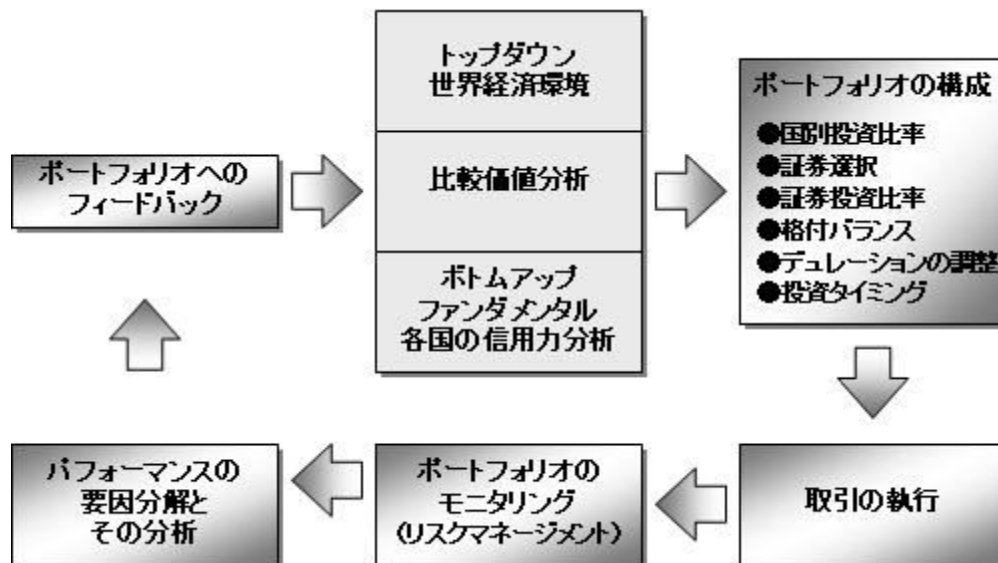 ポートフォリオへの
フィードバック
トップダウン
世界経済環境
比較価値分析
ボトムアップ
ファンダメンタル
各国の信用力分析
ポートフォリオの構成
●国別投資比率
●証券選択
●証券投資比率
●格付バランス
●デュレーションの調整
●投資タイミング
取引の執行
ポートフォリオの
モニタリング
(リスクマネージメント)
パフォーマンスの
要因分解と
その分析